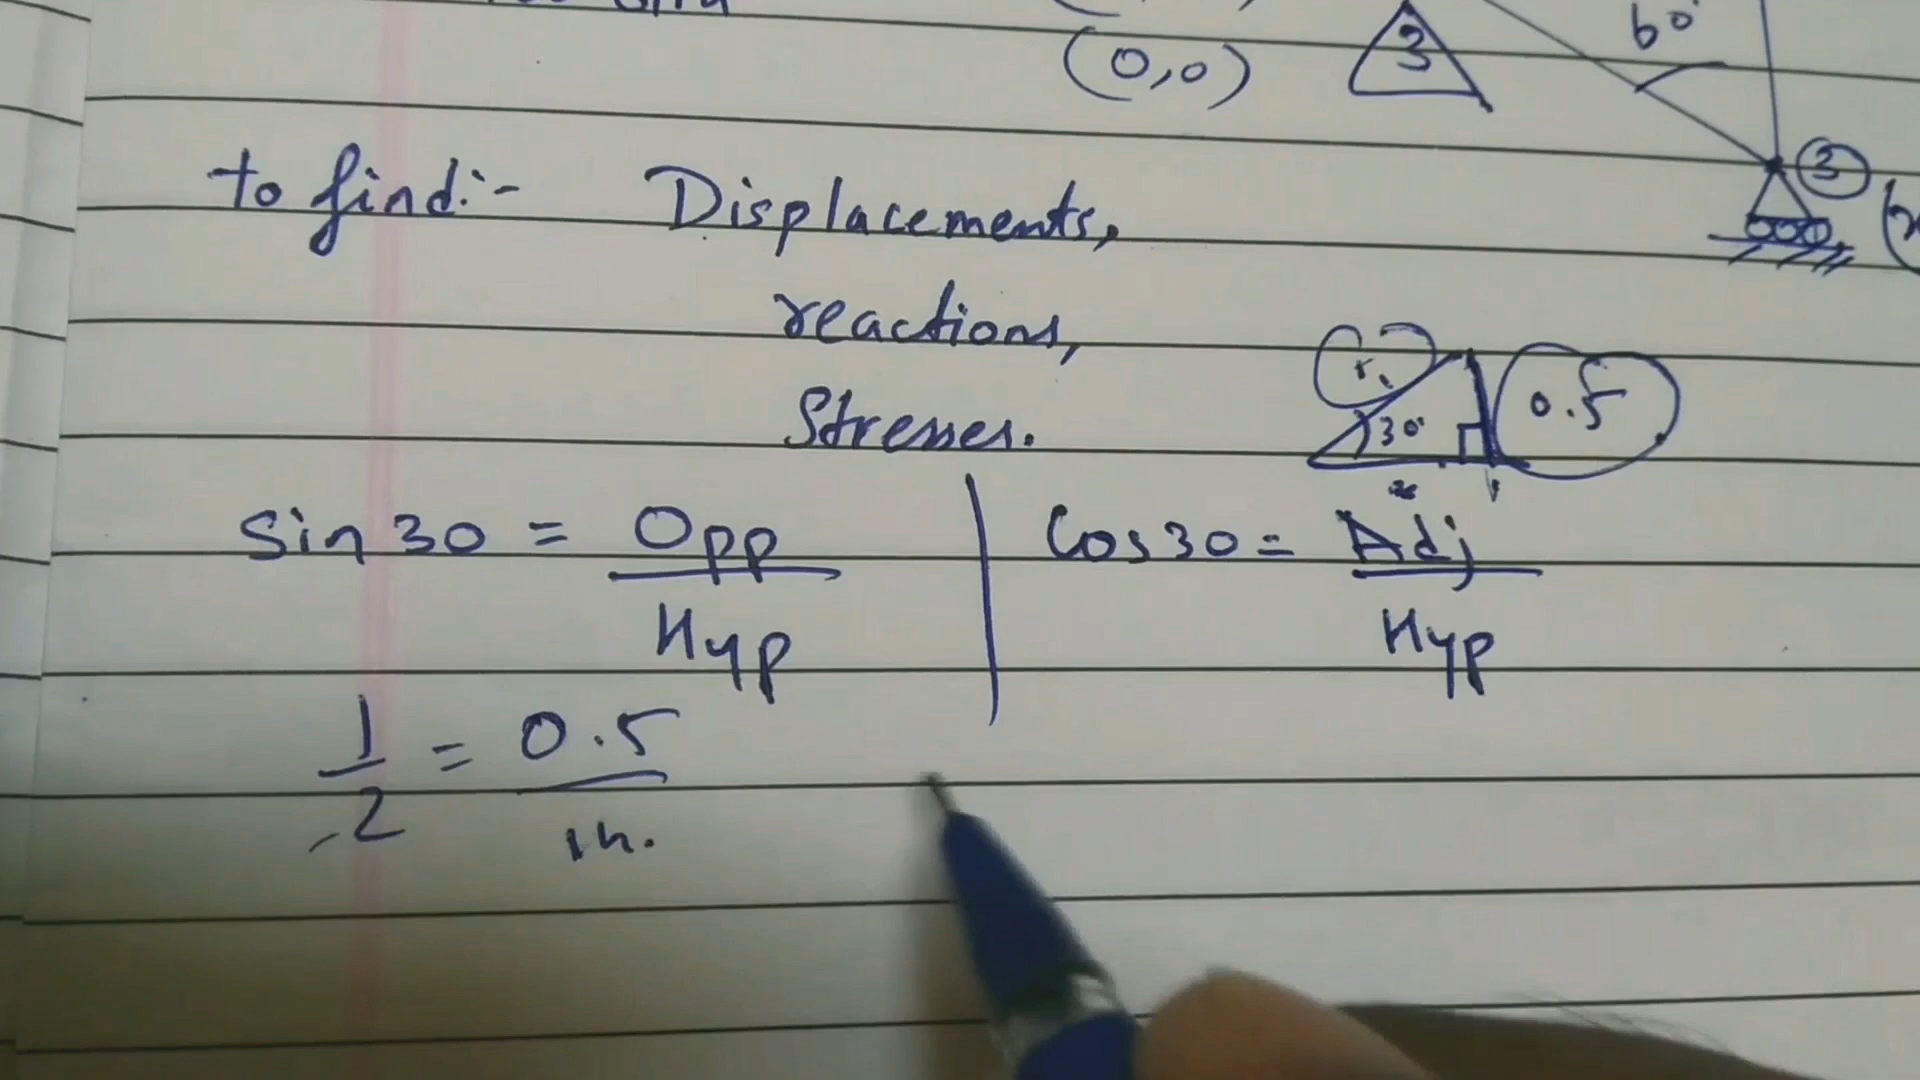 (0,0) 3 60°
3
to find:- Displacements,
reactions,
Stresses.
30° 0.5
x
Sin 30 = Opp
Hyp
Cos 30 = Adj
Hyp
1
2
= 0.5